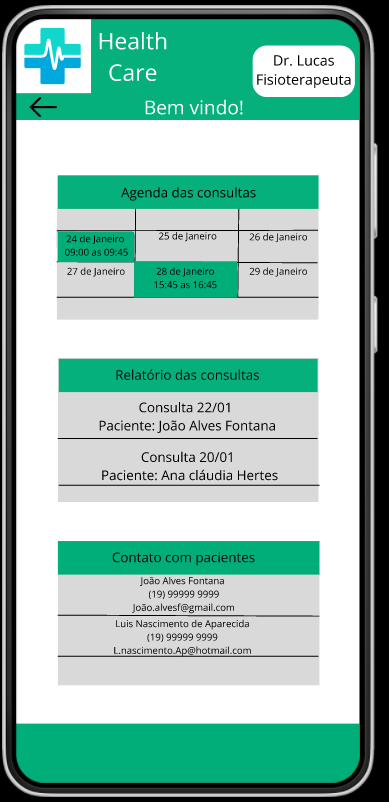 Health
Care
Dr. Lucas
Fisioterapeuta
Bem vindo!
Agenda das consultas
24 de Janeiro
09:00 as 09:45
25 de Janeiro
26 de Janeiro
27 de Janeiro
28 de Janeiro
15:45 as 16:45
29 de Janeiro
Relatório das consultas
Consulta 22/01
Paciente: João Alves Fontana
Consulta 20/01
Paciente: Ana cláudia Hertes
Contato com pacientes
João Alves Fontana
(19) 99999 9999
João.alvesf@gmail.com
Luis Nascimento de Aparecida
(19) 99999 9999
L.nascimento.Ap@hotmail.com